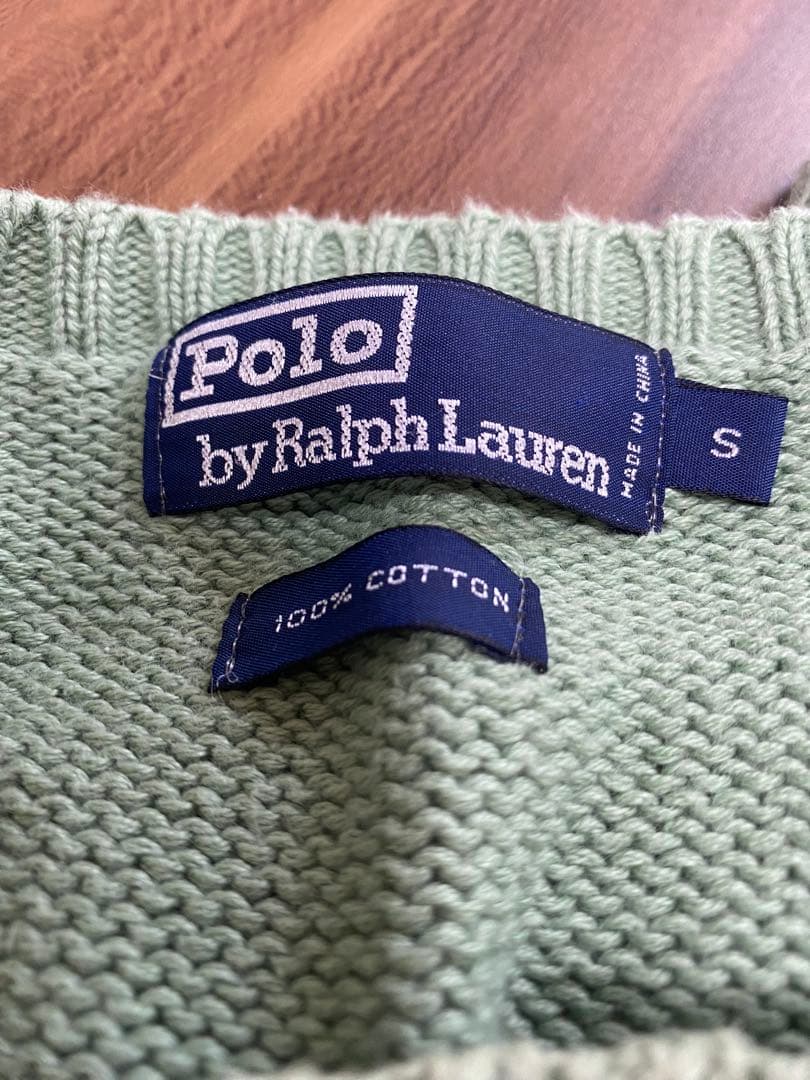 Polo
by Ralph Lauren
MADE IN CHINA
S
100% COTTON